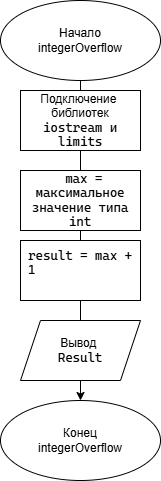 Начало
integerOverflow
Подключение
библиотек
iostream и
limits
max =
максимальное
значение типа
int
result = max +
1
Вывод
Result
Конец
integerOverflow